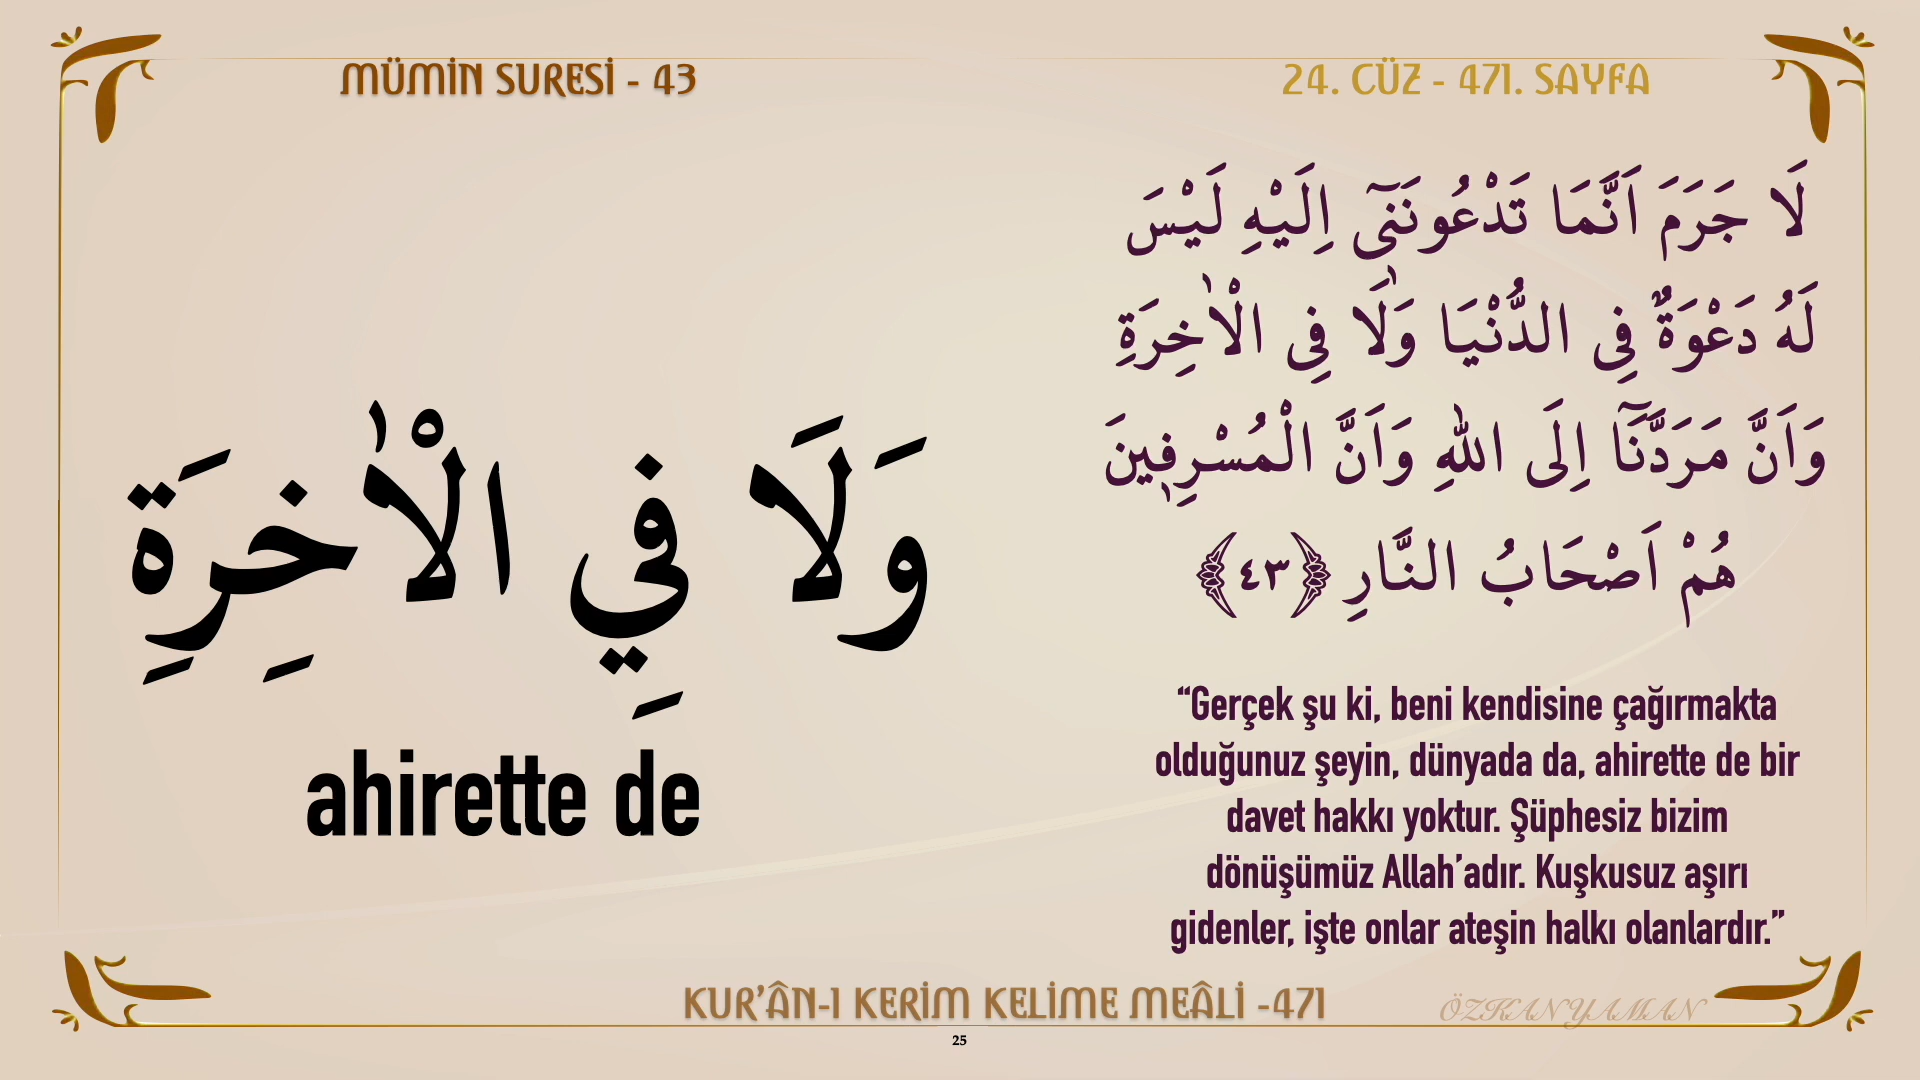 MÜMİN SURESİ - 43
24. CÜZ - 471. SAYFA
وَلَا فِي الْاٰخِرَةِ
ahirette de
لَا جَرَمَ اَنَّمَا تَدْعُونَنٓى اِلَيْهِ لَيْسَ
لَهُ دَعْوَةٌ فِى الدُّنْيَا وَلَٰا فِى الْاٰخِرَةِ
وَاَنَّ مَرَدَّنَٓا اِلَى اللّٰهِ وَاَنَّ الْمُسْرِفٖينَ
هُمْ اَصْحَابُ النَّارِ ﴿٤٣﴾
“Gerçek şu ki, beni kendisine çağırmakta
olduğunuz şeyin, dünyada da, ahirette de bir
davet hakkı yoktur. Şüphesiz bizim
dönüşümüz Allah’adır. Kuşkusuz aşırı
gidenler, işte onlar ateşin halkı olanlardır.”
KUR’ÂN-I KERİM KELİME MEÂLİ -471
ÖZKAN YAMAN
25